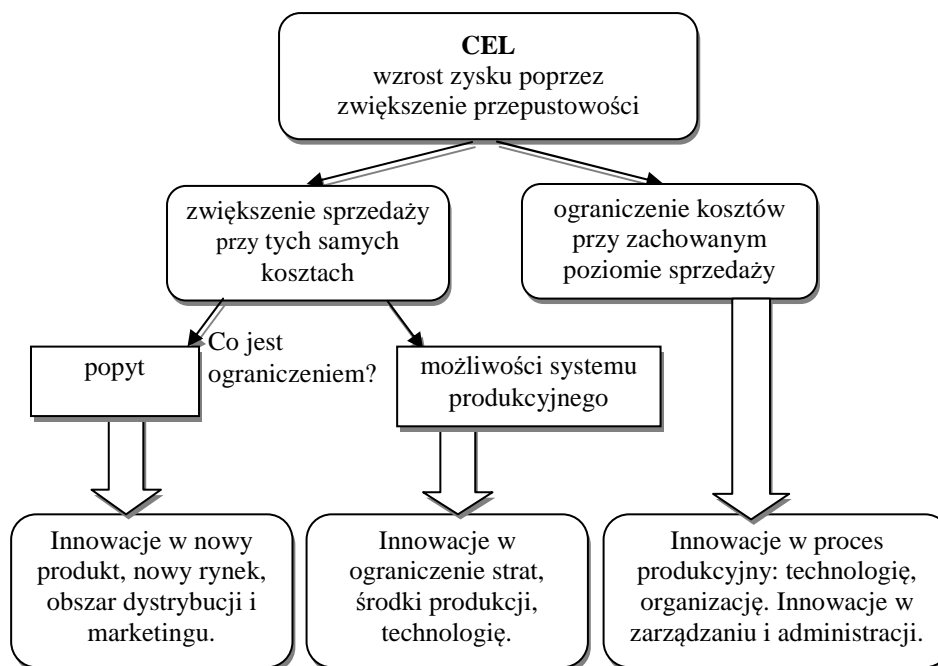 CEL
wzrost zysku poprzez
zwiększenie przepustowości
zwiększenie sprzedaży
przy tych samych
kosztach
ograniczenie kosztów
przy zachowanym
poziomie sprzedaży
Co jest
ograniczeniem?
popyt
możliwości systemu
produkcyjnego
Innowacje w nowy
produkt, nowy rynek,
obszar dystrybucji i
marketingu.
Innowacje w
ograniczenie strat,
środki produkcji,
technologię.
Innowacje w proces
produkcyjny: technologię,
organizację. Innowacje w
zarządzaniu i administracji.